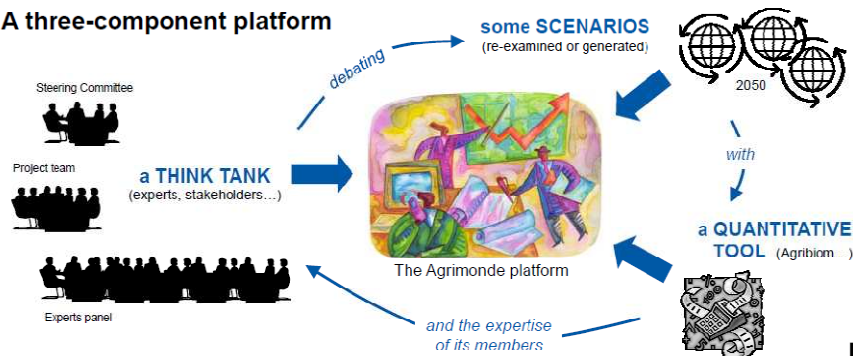 A three-component platform
some SCENARIOS
(re-examined or generated)
debating
2050
Steering Committee
Project team
a THINK TANK
(experts, stakeholders…)
with
a QUANTITATIVE
TOOL (Agribiom…)
The Agrimonde platform
Experts panel
and the expertise
of its members